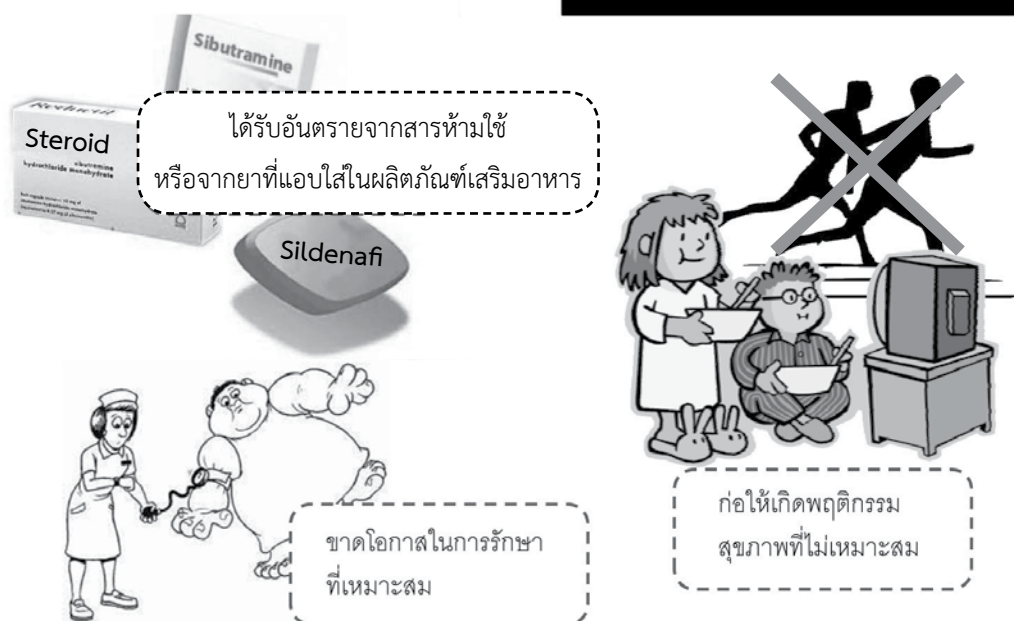 Sibutramine
Reductil
Steroid
sibutramine
hydrochloride monohydrate
ได้รับอันตรายจากสารห้ามใช้
หรือจากยาที่แอบใส่ในผลิตภัณฑ์เสริมอาหาร
Sildenafi
ขาดโอกาสในการรักษา
ที่เหมาะสม
ก่อให้เกิดพฤติกรรม
สุขภาพที่ไม่เหมาะสม